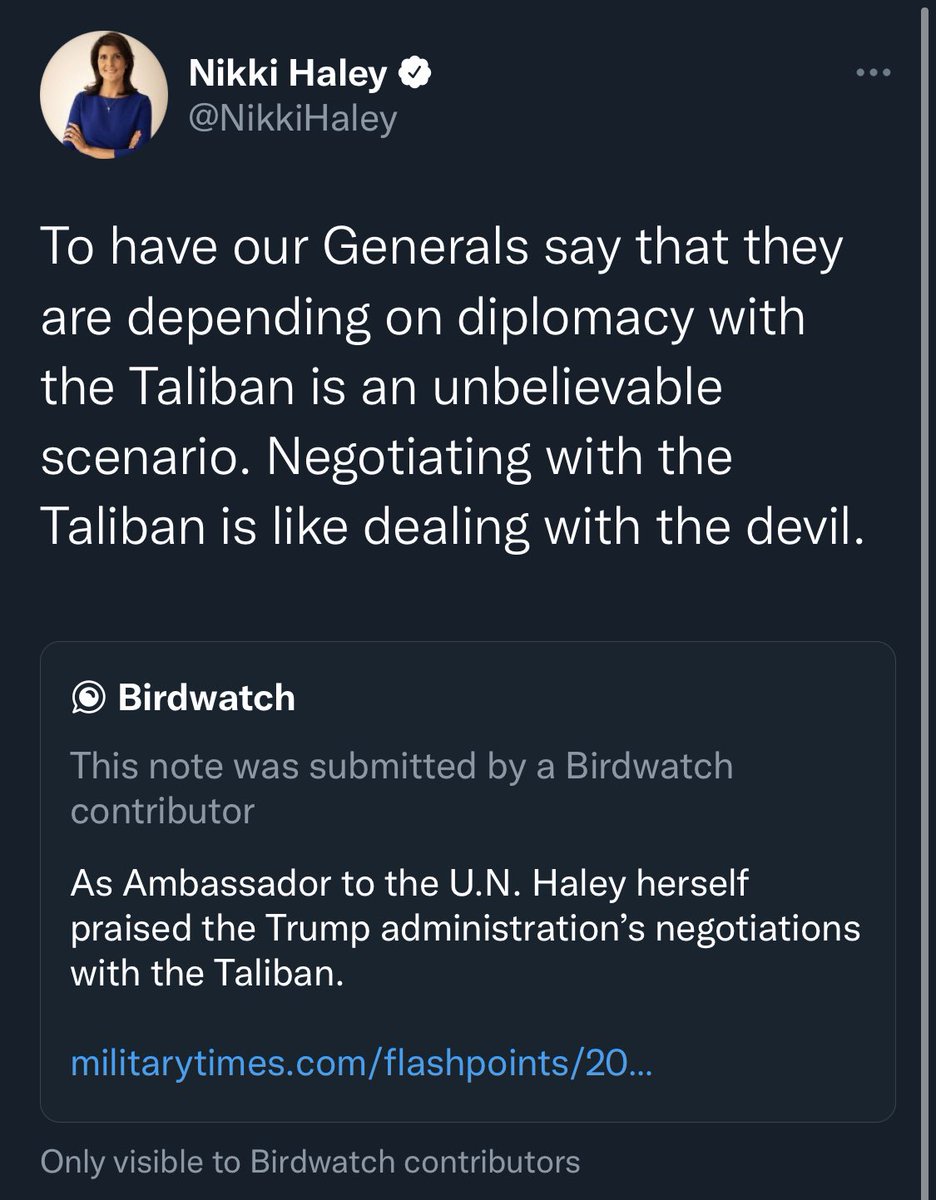 Nikki Haley
@NikkiHaley
To have our Generals say that they
are depending on diplomacy with
the Taliban is an unbelievable
scenario. Negotiating with the
Taliban is like dealing with the devil.
Birdwatch
This note was submitted by a Birdwatch
contributor
As Ambassador to the U.N. Haley herself
praised the Trump administration’s negotiations
with the Taliban.
militarytimes.com/flashpoints/20...
Only visible to Birdwatch contributors